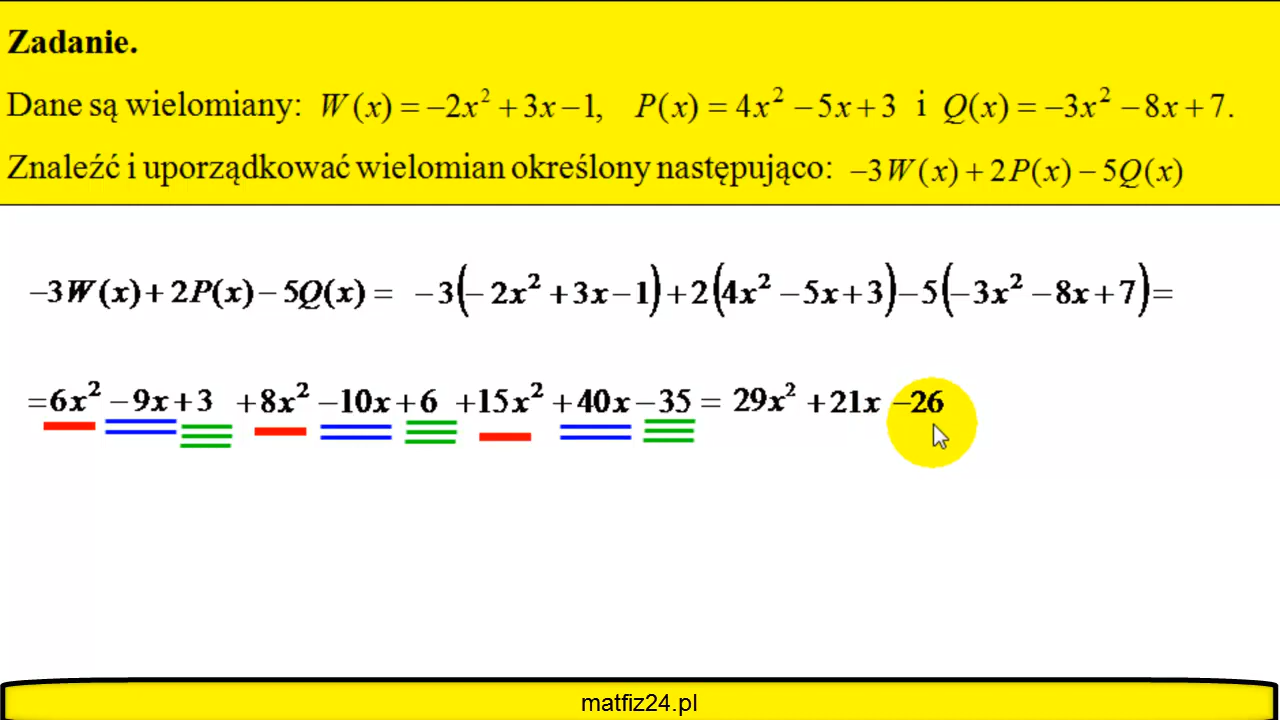 Zadanie.
Dane są wielomiany: W(x) = −2x² + 3x − 1, P(x) = 4x² − 5x + 3 i Q(x) = −3x² − 8x + 7.
Znaleźć i uporządkować wielomian określony następująco: −3W(x) + 2P(x) − 5Q(x)
−3W(x) + 2P(x) − 5Q(x) = −3(−2x² + 3x − 1) + 2(4x² − 5x + 3) − 5(−3x² − 8x + 7) =
= 6x² − 9x + 3 + 8x² − 10x + 6 + 15x² + 40x − 35 = 29x² + 21x − 26
matfiz24.pl